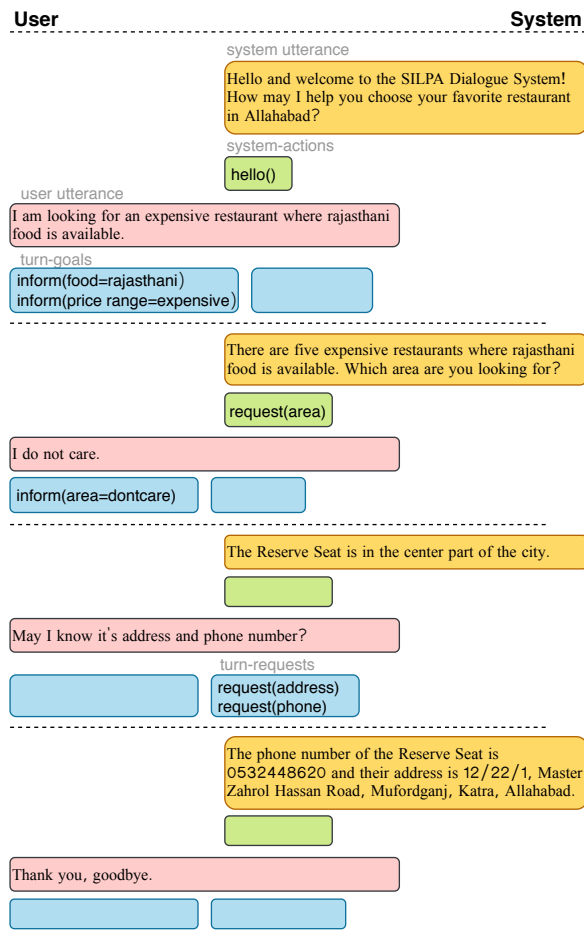 User System
system utterance
Hello and welcome to the SILPA Dialogue System!
How may I help you choose your favorite restaurant
in Allahabad?
system-actions
hello()
user utterance
I am looking for an expensive restaurant where rajasthani
food is available.
turn-goals
inform(food=rajasthani)
inform(price range=expensive)
There are five expensive restaurants where rajasthani
food is available. Which area are you looking for?
request(area)
I do not care.
inform(area=dontcare)
The Reserve Seat is in the center part of the city.
May I know it's address and phone number?
turn-requests
request(address)
request(phone)
The phone number of the Reserve Seat is
0532448620 and their address is 12/22/1, Master
Zahrol Hassan Road, Mufordganj, Katra, Allahabad.
Thank you, goodbye.